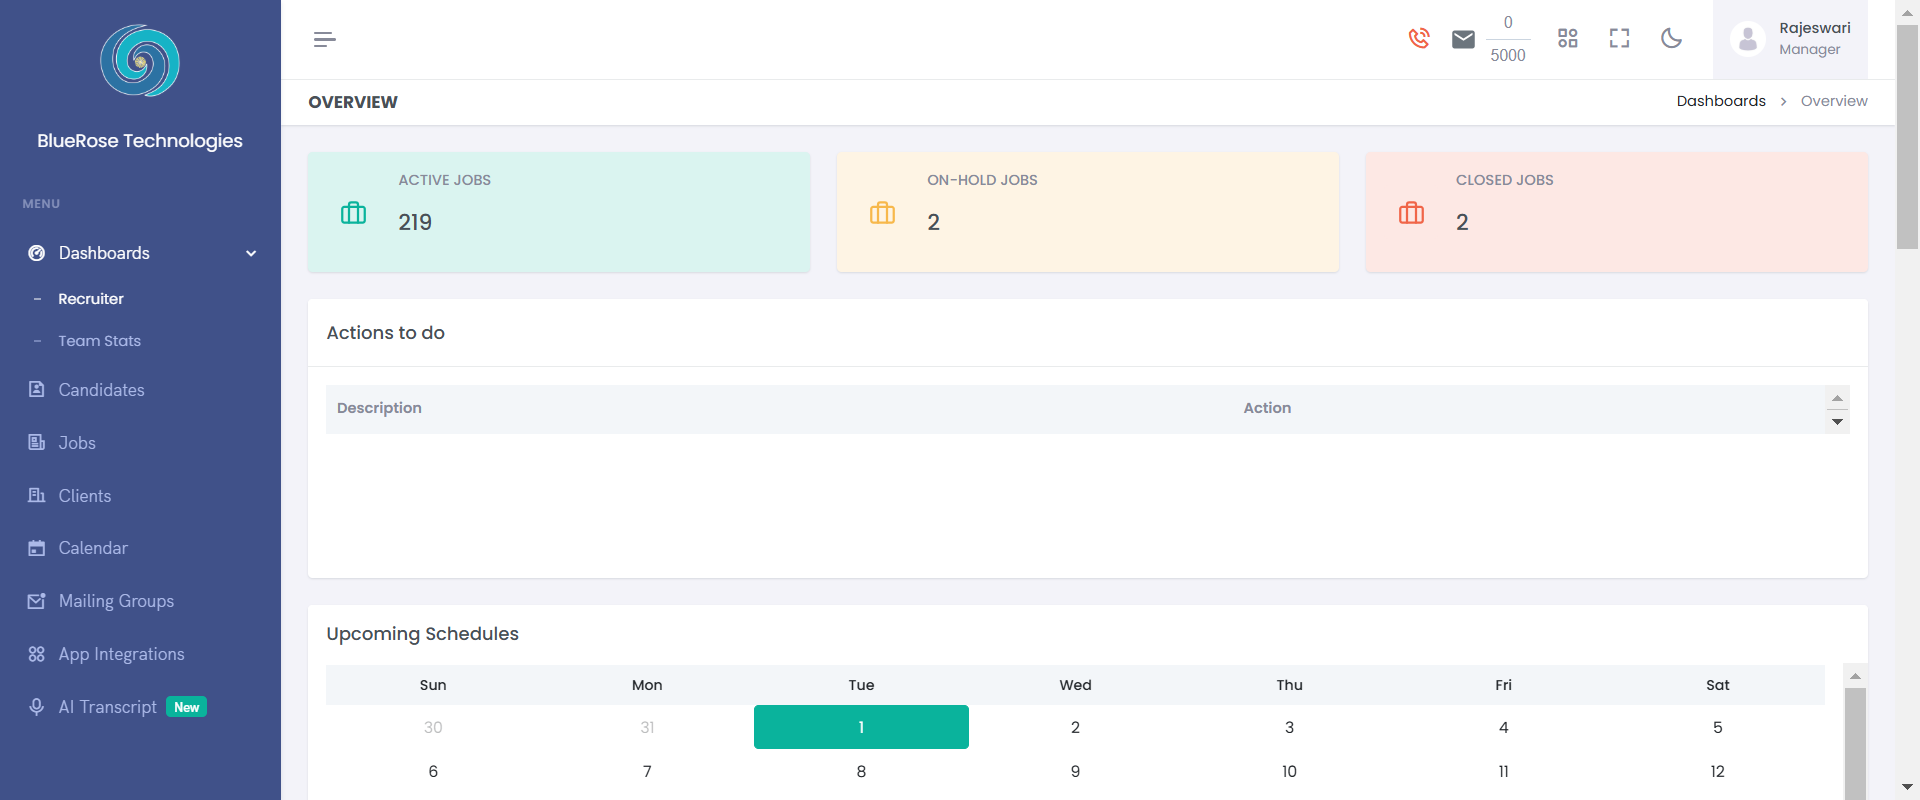 BlueRose Technologies
MENU
Dashboards
Recruiter
Team Stats
Candidates
Jobs
Clients
Calendar
Mailing Groups
App Integrations
AI Transcript New
0
5000
Rajeswari
Manager
OVERVIEW
Dashboards > Overview
ACTIVE JOBS
219
ON-HOLD JOBS
2
CLOSED JOBS
2
Actions to do
Description Action
Upcoming Schedules
Sun Mon Tue Wed Thu Fri Sat
30 31 1 2 3 4 5
6 7 8 9 10 11 12